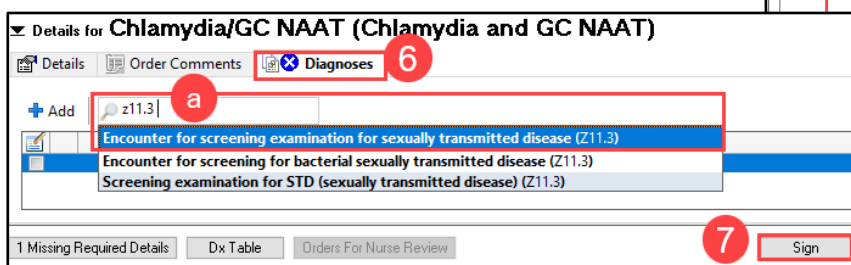 Details for Chlamydia/GC NAAT (Chlamydia and GC NAAT)
Details Order Comments Diagnoses 6
Add z11.3 a
Encounter for screening examination for sexually transmitted disease (Z11.3)
Encounter for screening for bacterial sexually transmitted disease (Z11.3)
Screening examination for STD (sexually transmitted disease) (Z11.3)
1 Missing Required Details Dx Table Orders For Nurse Review 7 Sign